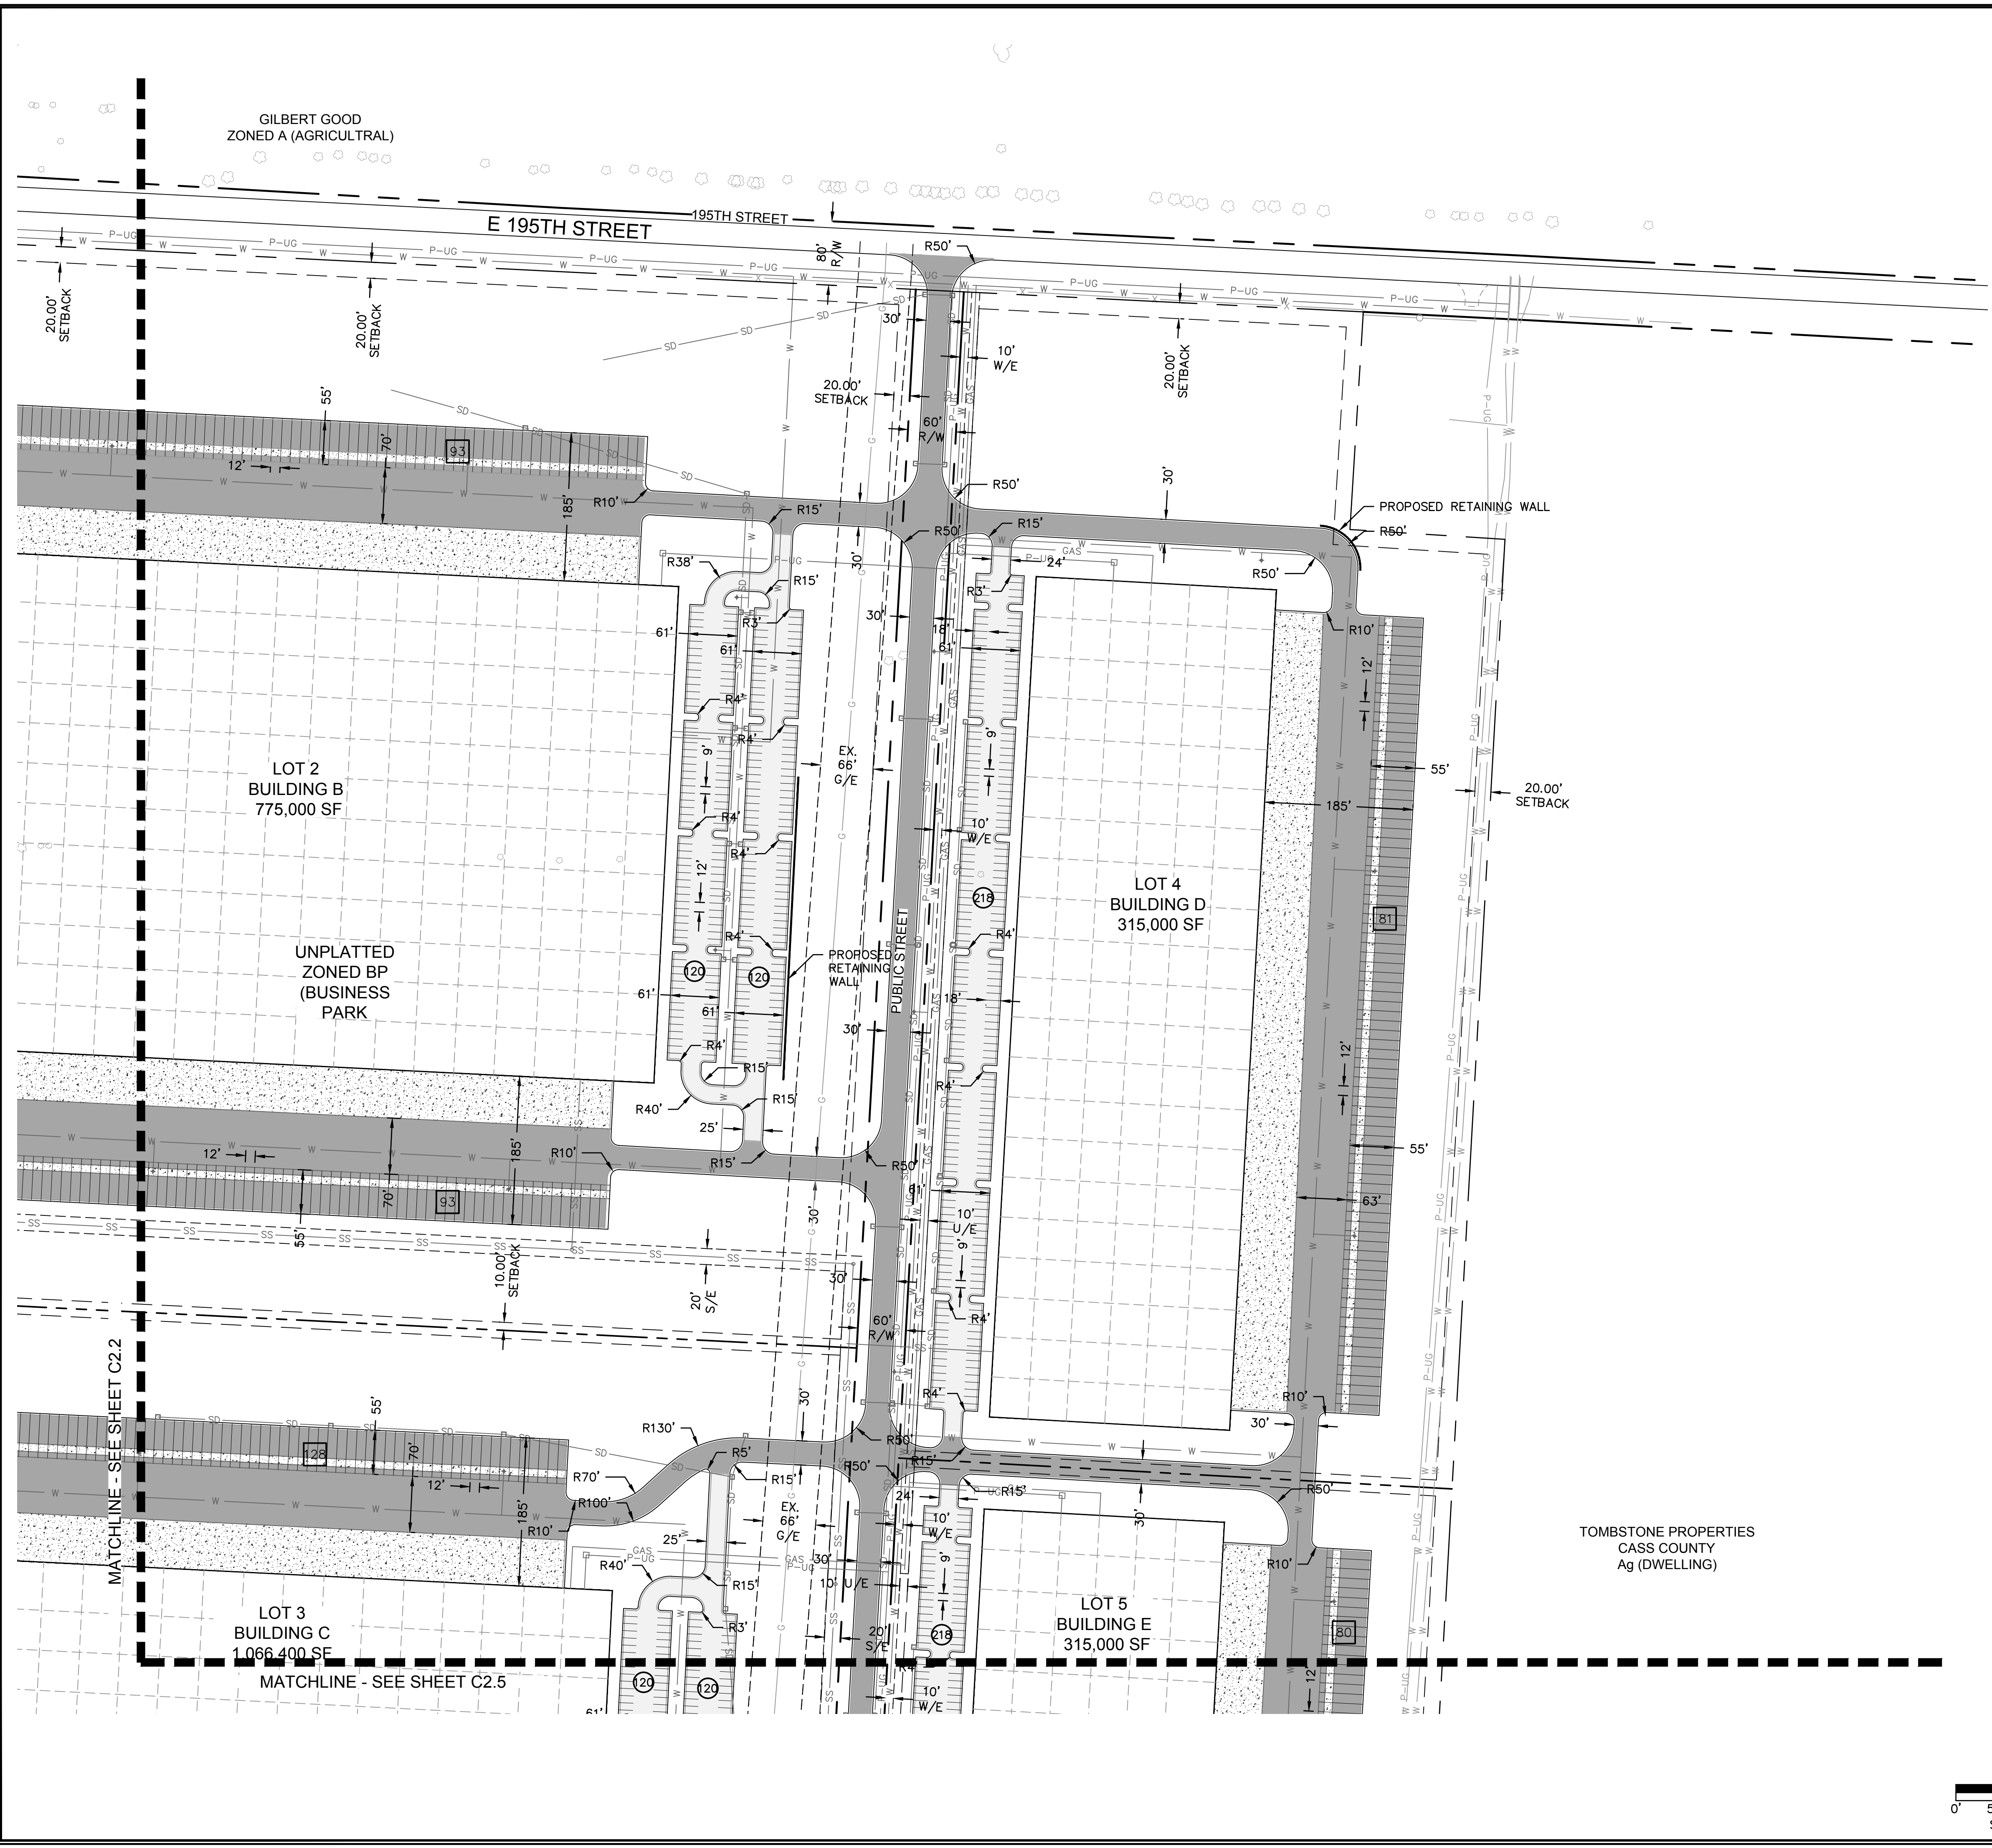 GILBERT GOOD
ZONED A (AGRICULTRAL)
195TH STREET
E 195TH STREET
80'
R/W
R50'
20.00'
SETBACK
20.00'
SETBACK
20.00'
SETBACK
20.00'
SETBACK
30'
10'
W/E
60'
R/W
55'
70'
93
12'
185'
R10'
R15'
R50'
R50'
R15'
30'
30'
PROPOSED RETAINING WALL
R50'
R50'
R38'
R15'
R3'
24'
R3'
GAS
P-UG
30'
18'
61'
61'
61'
R10'
12'
R4'
R4'
9'
EX.
66'
G/E
9'
55'
185'
20.00'
SETBACK
LOT 2
BUILDING B
775,000 SF
R4'
R4'
12'
10'
W/E
218
LOT 4
BUILDING D
315,000 SF
81
UNPLATTED
ZONED BP
(BUSINESS
PARK
R4'
R4'
120
120
PROPOSED
RETAINING
WALL
PUBLIC STREET
61'
61'
18'
30'
R4'
R15'
R40'
R15'
25'
R4'
12'
12'
70'
185'
R10'
R15'
R50'
55'
93
55'
30'
61'
63'
10'
U/E
9'
SS
10.00'
SETBACK
20'
S/E
30'
60'
R/W
R4'
MATCHLINE - SEE SHEET C2.2
55'
128
70'
12'
185'
R10'
R130'
R70'
R100'
R5'
R15'
30'
R50'
R50'
R4'
R15'
R15'
30'
R10'
30'
R50'
R10'
24'
10'
W/E
EX.
66'
G/E
25'
R40'
R15'
R3'
30'
10' U/E
9'
20'
S/E
218
R4'
10'
W/E
LOT 3
BUILDING C
1,066,400 SF
LOT 5
BUILDING E
315,000 SF
80
12'
120
120
61'
MATCHLINE - SEE SHEET C2.5
TOMBSTONE PROPERTIES
CASS COUNTY
Ag (DWELLING)
0'